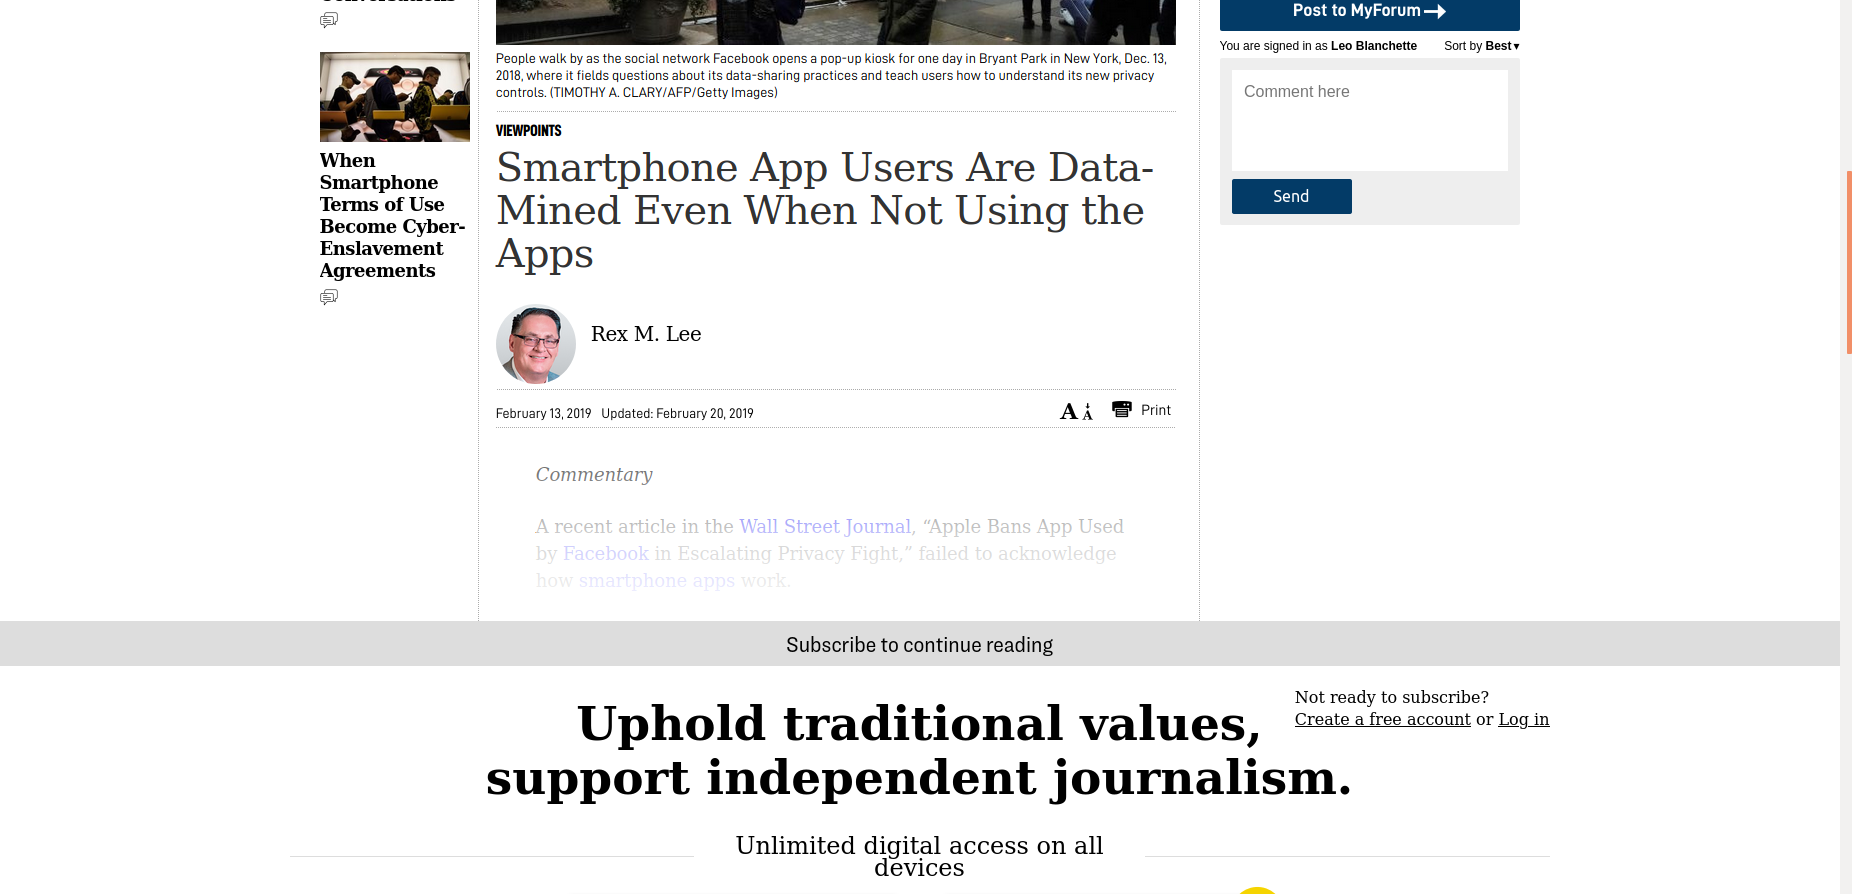 Post to MyForum
People walk by as the social network Facebook opens a pop-up kiosk for one day in Bryant Park in New York, Dec. 13,
2018, where it fields questions about its data-sharing practices and teach users how to understand its new privacy
controls. (TIMOTHY A. CLARY/AFP/Getty Images)
You are signed in as Leo Blanchette
Sort by Best ▾
Comment here
Send
When
Smartphone
Terms of Use
Become Cyber-
Enslavement
Agreements
VIEWPOINTS
Smartphone App Users Are Data-
Mined Even When Not Using the
Apps
Rex M. Lee
February 13, 2019 Updated: February 20, 2019
A A Print
Commentary
A recent article in the Wall Street Journal, “Apple Bans App Used
by Facebook in Escalating Privacy Fight,” failed to acknowledge
how smartphone apps work.
Subscribe to continue reading
Uphold traditional values,
support independent journalism.
Not ready to subscribe?
Create a free account or Log in
Unlimited digital access on all
devices